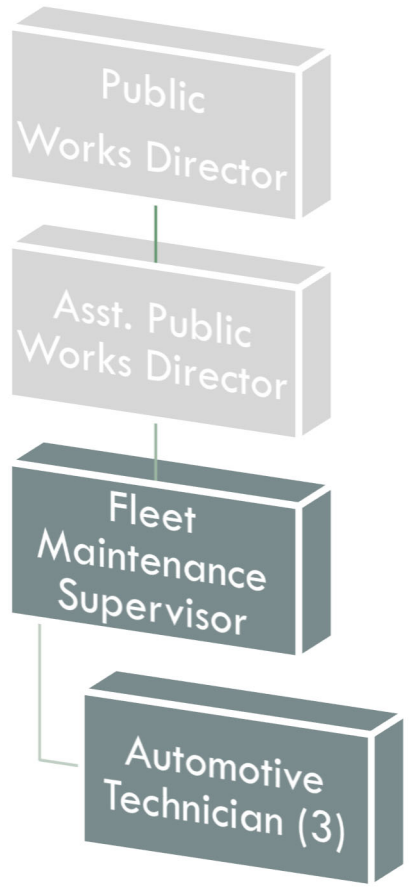 Public
Works Director
Asst. Public
Works Director
Fleet
Maintenance
Supervisor
Automotive
Technician (3)